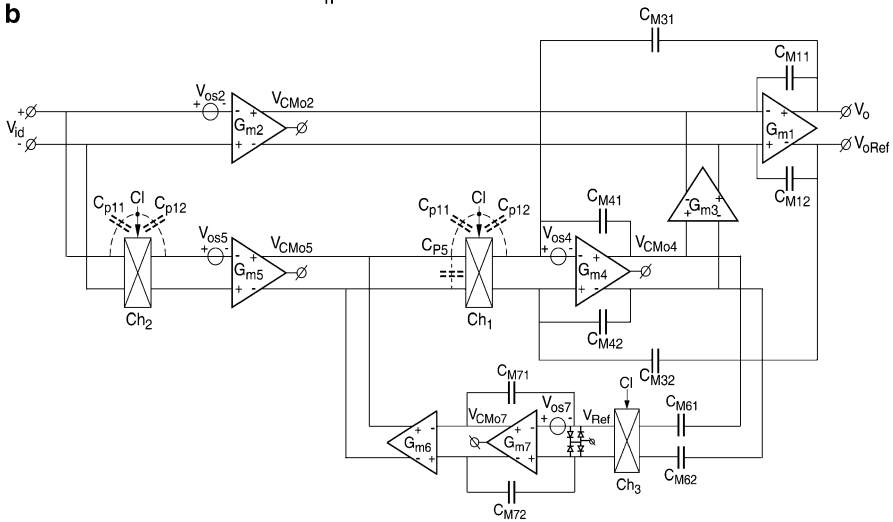 b
C_M31
C_M11
V_os2
V_CMo2
+
V_id
-
+ -
- +
G_m2
+ -
- +
G_m1
+ -
V_o
V_oRef
C_M12
Cl
C_p11 C_p12
Ch_2
V_os5
V_CMo5
+ -
- +
G_m5
+ -
Cl
C_p11 C_p12
C_P5
Ch_1
C_M41
V_os4
V_CMo4
+ -
- +
G_m4
+ -
C_M42
- +
G_m3
+ -
C_M32
C_M71
V_CMo7
V_os7
V_Ref
+ -
Cl
C_M61
+ -
G_m6
- +
+ -
G_m7
- +
Ch_3
C_M62
C_M72